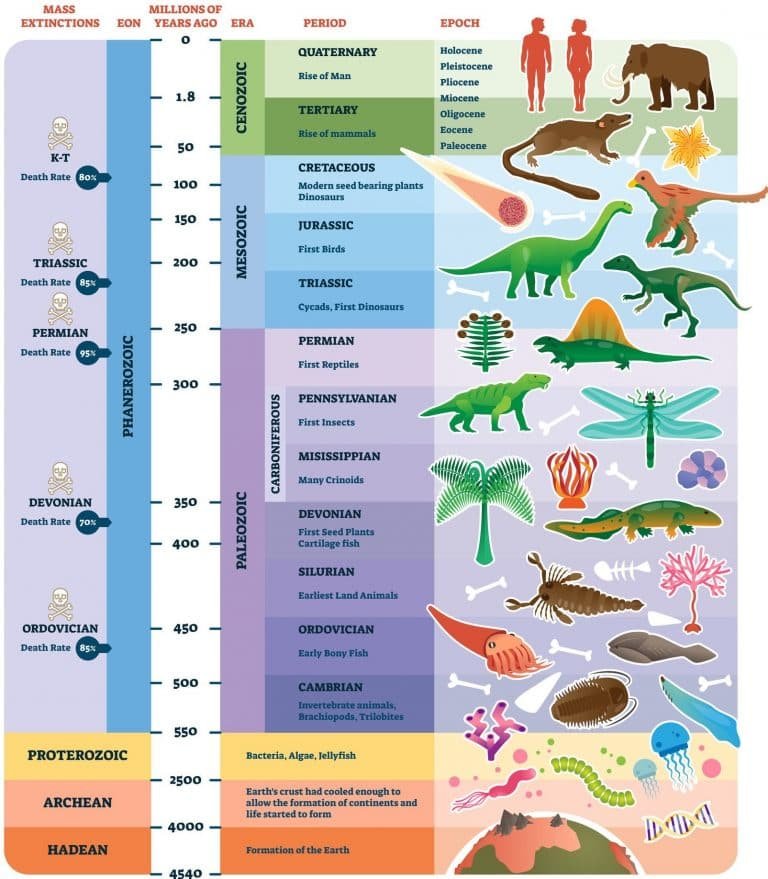 MASS
EXTINCTIONS
EON
MILLIONS OF
YEARS AGO
ERA
PERIOD
EPOCH
0
1.8
50
100
150
200
250
300
350
400
450
500
550
2500
4000
4540
K-T
Death Rate 80%
TRIASSIC
Death Rate 85%
PERMIAN
Death Rate 95%
DEVONIAN
Death Rate 70%
ORDOVICIAN
Death Rate 85%
PHANEROZOIC
CENOZOIC
QUATERNARY
Rise of Man
TERTIARY
Rise of mammals
Holocene
Pleistocene
Pliocene
Miocene
Oligocene
Eocene
Paleocene
MESOZOIC
CRETACEOUS
Modern seed bearing plants
Dinosaurs
JURASSIC
First Birds
TRIASSIC
Cycads, First Dinosaurs
PALEOZOIC
PERMIAN
First Reptiles
CARBONIFEROUS
PENNSYLVANIAN
First Insects
MISISSIPPIAN
Many Crinoids
DEVONIAN
First Seed Plants
Cartilage fish
SILURIAN
Earliest Land Animals
ORDOVICIAN
Early Bony Fish
CAMBRIAN
Invertebrate animals,
Brachiopods, Trilobites
PROTEROZOIC
Bacteria, Algae, Jellyfish
ARCHEAN
Earth's crust had cooled enough to
allow the formation of continents and
life started to form
HADEAN
Formation of the Earth